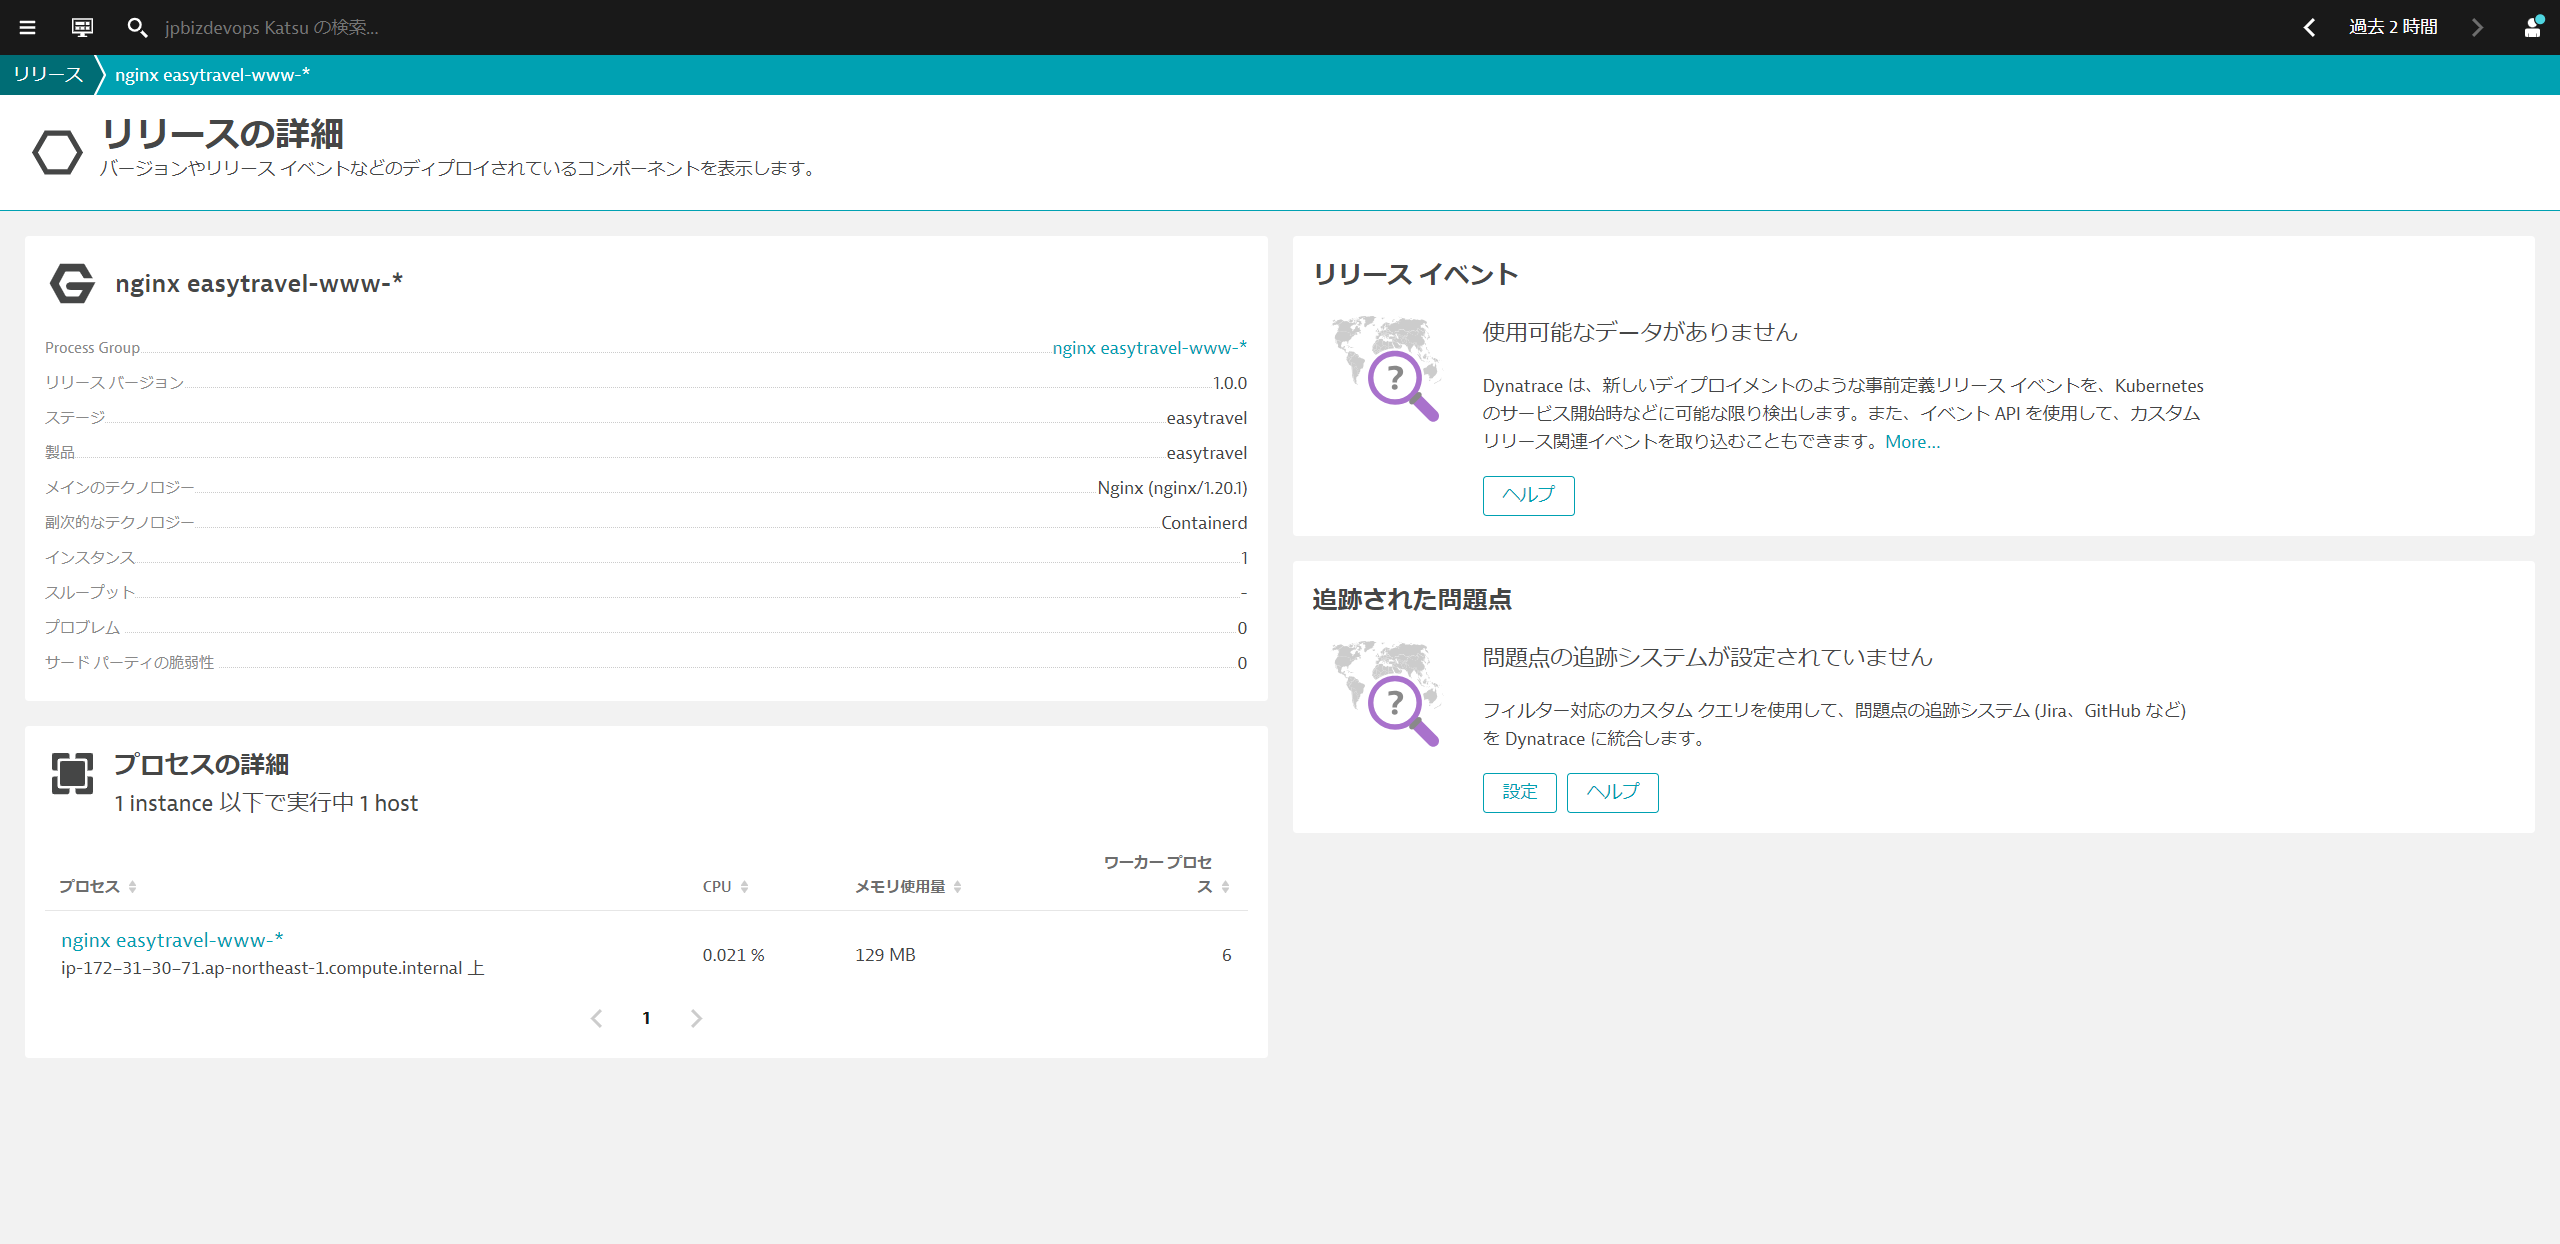 jpbizdevops Katsu の検索...
過去 2 時間
リリース
nginx easytravel-www-*
リリースの詳細
バージョンやリリース イベントなどのディプロイされているコンポーネントを表示します。
nginx easytravel-www-*
Process Group nginx easytravel-www-*
リリース バージョン 1.0.0
ステージ easytravel
製品 easytravel
メインのテクノロジー Nginx (nginx/1.20.1)
副次的なテクノロジー Containerd
インスタンス 1
スループット -
プロブレム 0
サード パーティの脆弱性 0
プロセスの詳細
1 instance 以下で実行中 1 host
プロセス CPU メモリ使用量 ワーカー プロセ
ス
nginx easytravel-www-*
ip-172-31-30-71.ap-northeast-1.compute.internal 上
0.021 % 129 MB 6
1
リリース イベント
使用可能なデータがありません
Dynatrace は、新しいディプロイメントのような事前定義リリース イベントを、Kubernetes
のサービス開始時などに可能な限り検出します。また、イベント API を使用して、カスタム
リリース関連イベントを取り込むこともできます。More...
ヘルプ
追跡された問題点
問題点の追跡システムが設定されていません
フィルター対応のカスタム クエリを使用して、問題点の追跡システム (Jira、GitHub など)
を Dynatrace に統合します。
設定 ヘルプ